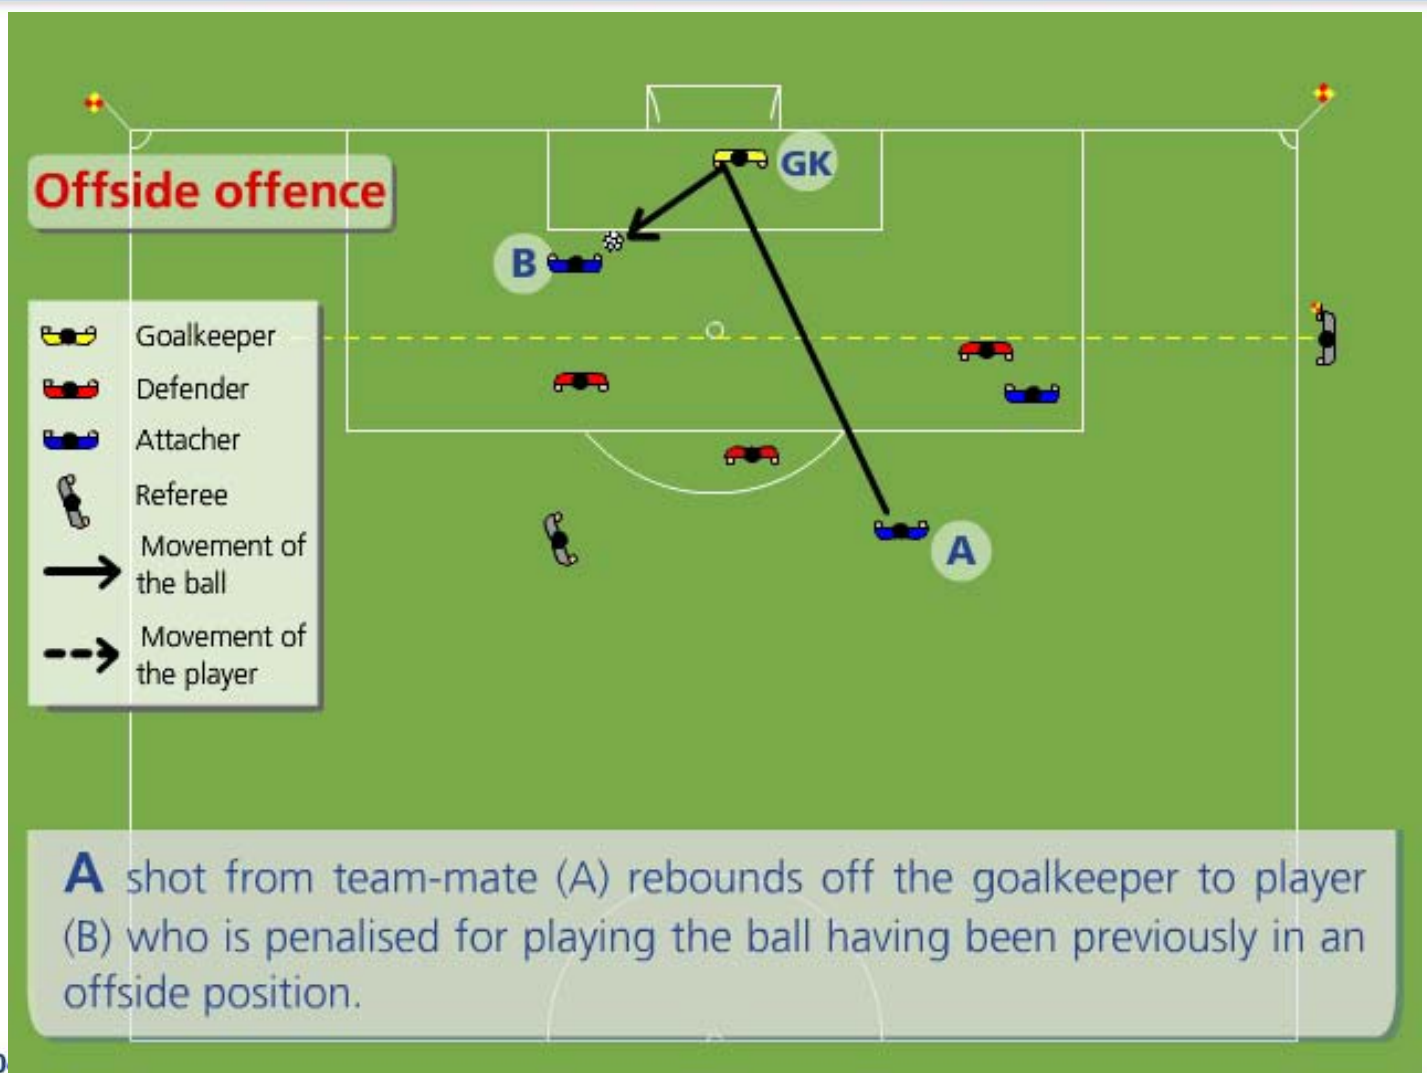 GK
Offside offence
B
Goalkeeper
Defender
Attacher
Referee
Movement of
the ball
Movement of
the player
A
A shot from team-mate (A) rebounds off the goalkeeper to player
(B) who is penalised for playing the ball having been previously in an
offside position.